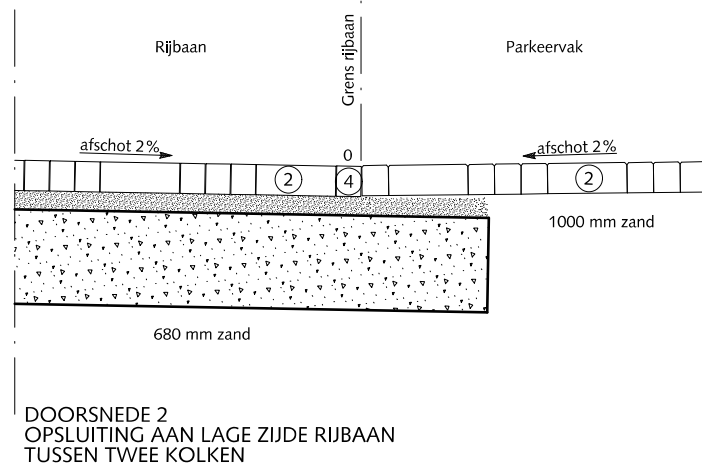 Rijbaan
Grens rijbaan
Parkeervak
afschot 2%
0
afschot 2%
2
4
2
1000 mm zand
680 mm zand
DOORSNEDE 2
OPSLUITING AAN LAGE ZIJDE RIJBAAN
TUSSEN TWEE KOLKEN